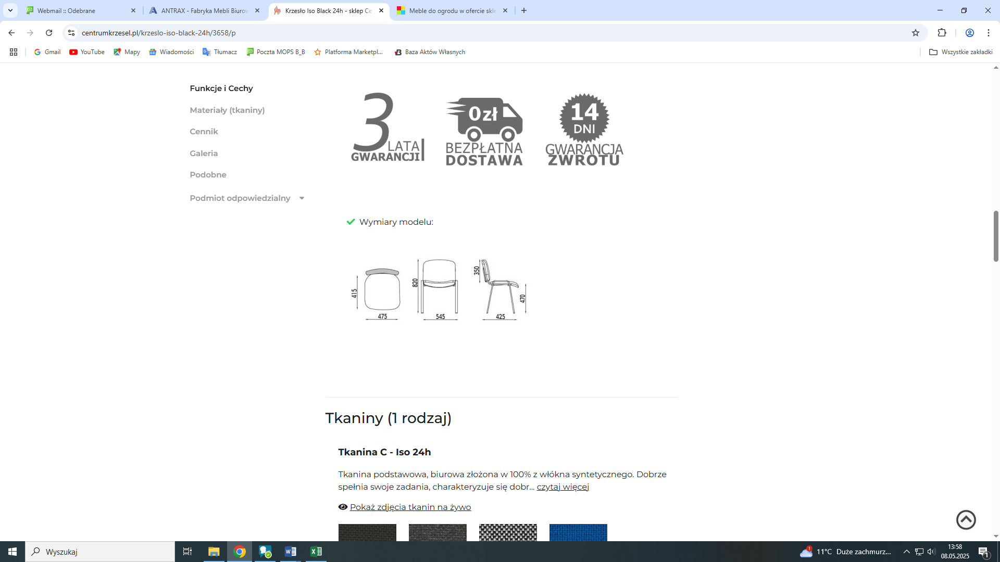 Webmail :: Odebrane
ANTRAX - Fabryka Mebli Biurow
Krzesło Iso Black 24h - sklep Ce
Meble do ogrodu w ofercie skle
centrumkrzesel.pl/krzeslo-iso-black-24h/3658/p
Gmail
YouTube
Mapy
Wiadomości
Tłumacz
Poczta MOPS B_B
Platforma Marketpl...
Baza Aktów Własnych
Wszystkie zakładki
Funkcje i Cechy
Materiały (tkaniny)
Cennik
Galeria
Podobne
Podmiot odpowiedzialny
3 LATA
GWARANCJI
0 zł
BEZPŁATNA
DOSTAWA
14
DNI
GWARANCJA
ZWROTU
Wymiary modelu:
415
475
820
545
350
470
425
Tkaniny (1 rodzaj)
Tkanina C - Iso 24h
Tkanina podstawowa, biurowa złożona w 100% z włókna syntetycznego. Dobrze
spełnia swoje zadania, charakteryzuje się dobr... czytaj więcej
Pokaż zdjęcia tkanin na żywo
Wyszukaj
1
11°C Duże zachmurz...
13:58
08.05.2025
1